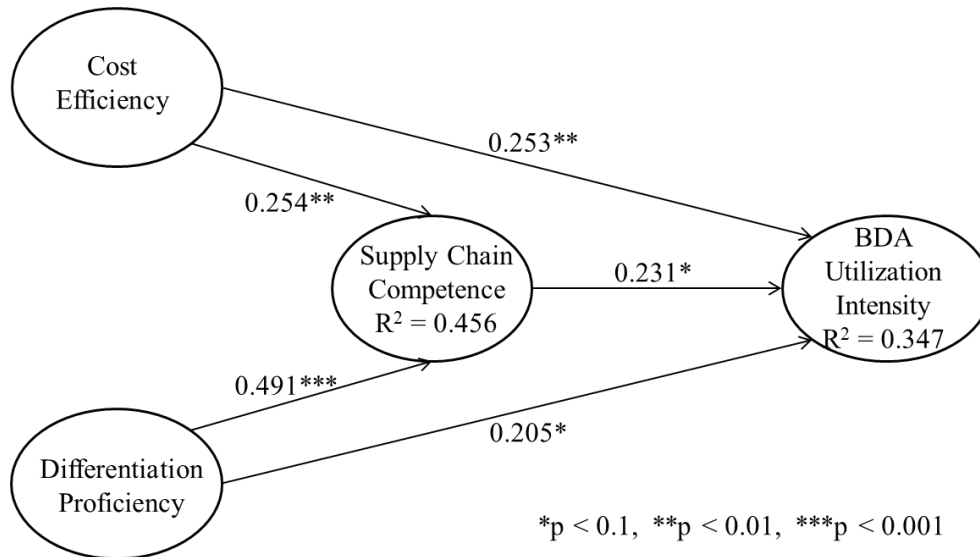 Cost
Efficiency
0.253**
0.254**
Supply Chain
Competence
R² = 0.456
0.231*
BDA
Utilization
Intensity
R² = 0.347
0.491***
0.205*
Differentiation
Proficiency
*p < 0.1, **p < 0.01, ***p < 0.001